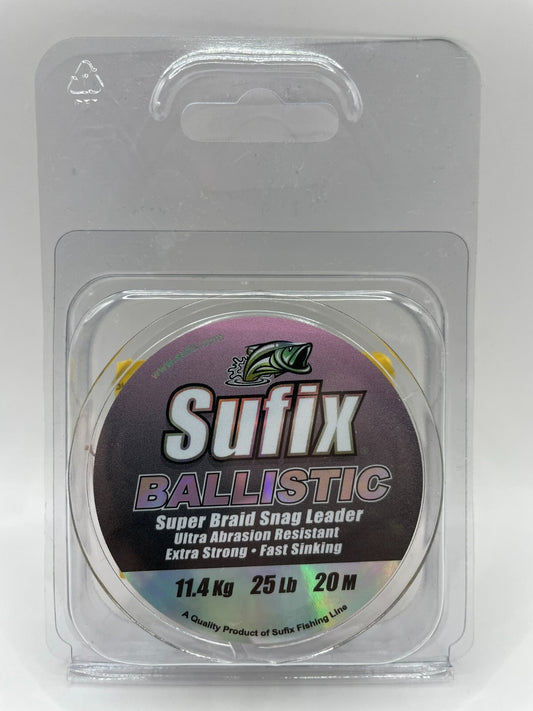 Sufix
BALLISTIC
Super Braid Snag Leader
Ultra Abrasion Resistant
Extra Strong • Fast Sinking
11.4 Kg 25 Lb 20 M
A Quality Product of Sufix Fishing Line